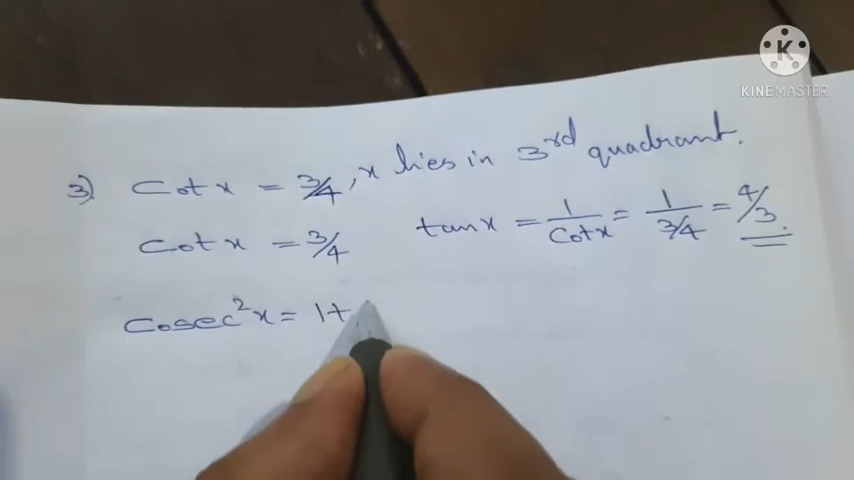 K
KINEMASTER
3) Cot x = 3/4, x lies in 3rd quadrant.
Cot x = 3/4 tan x = 1/Cot x = 1/(3/4) = 4/3.
Cosec²x = 1+